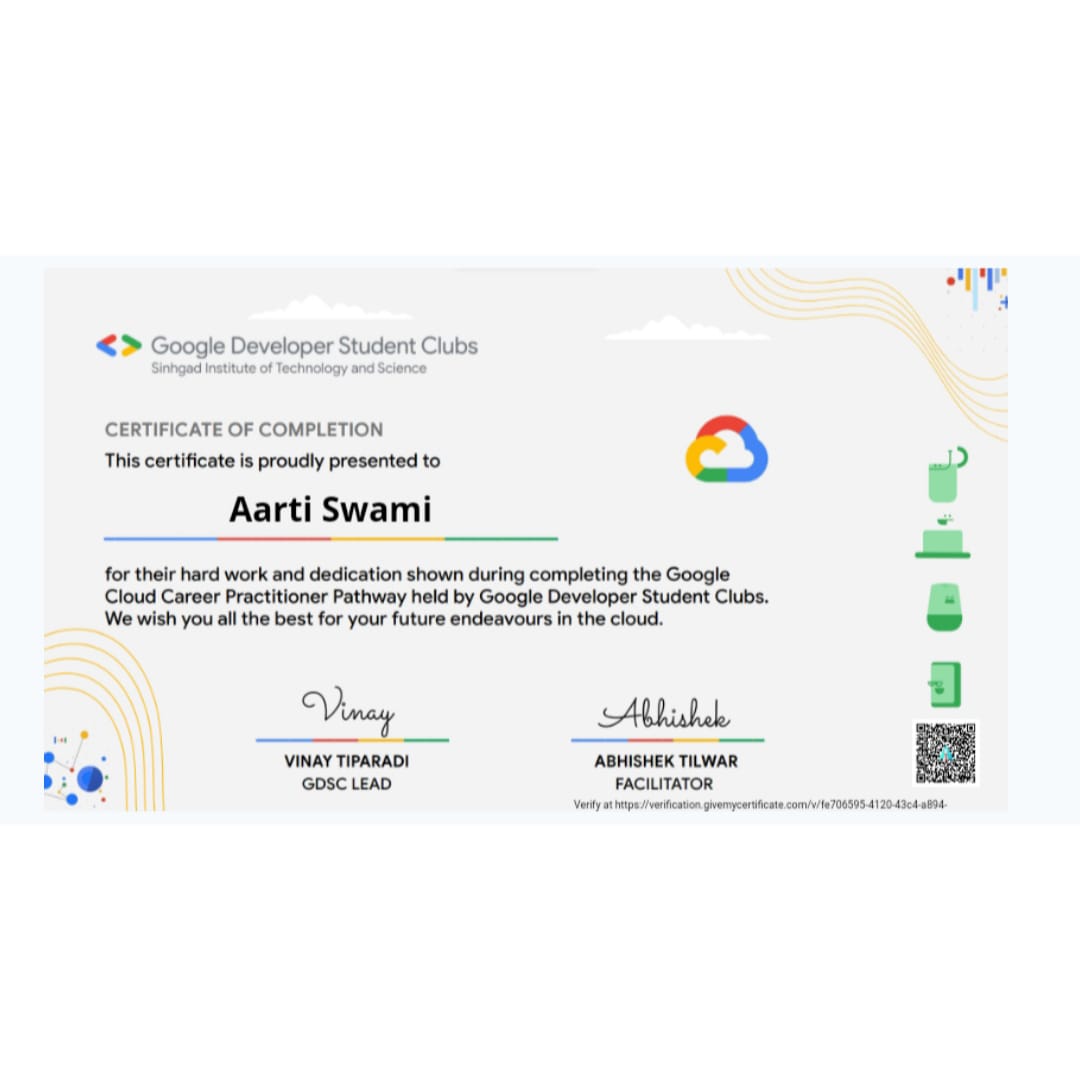 Google Developer Student Clubs
Sinhgad Institute of Technology and Science
CERTIFICATE OF COMPLETION
This certificate is proudly presented to
Aarti Swami
for their hard work and dedication shown during completing the Google
Cloud Career Practitioner Pathway held by Google Developer Student Clubs.
We wish you all the best for your future endeavours in the cloud.
Vinay
VINAY TIPARADI
GDSC LEAD
Abhishek
ABHISHEK TILWAR
FACILITATOR
Verify at https://verification.givemycertificate.com/v/fe706595-4120-43c4-a894-